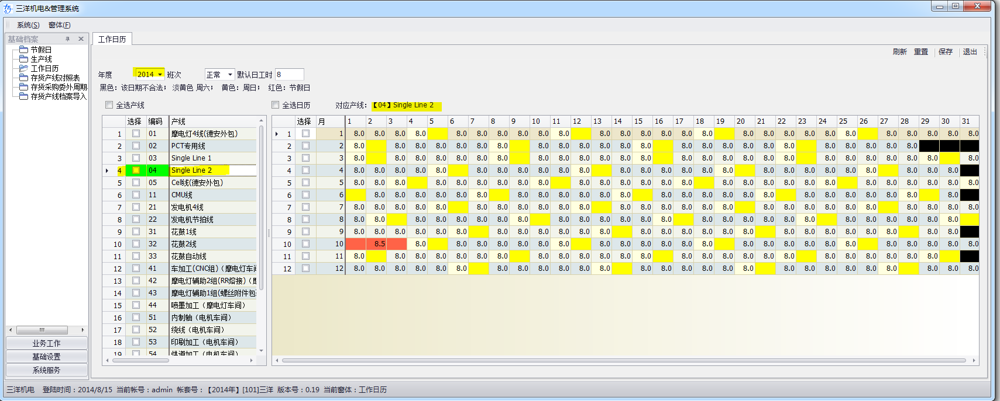 三洋机电&管理系统
系统(S) 窗体(F)
基础档案
节假日
生产线
工作日历
存货产线对照表
存货采购委外周期
存货产线档案导入
业务工作
基础设置
系统服务
工作日历
刷新 重置 保存 退出
年度 2014 班次 正常 默认日工时 8
黑色: 该日期不合法; 淡黄色 周六; 黄色: 周日; 红色: 节假日
全选产线
选择 编码 产线
1 01 摩电灯4线(德安外包)
2 02 PCT专用线
3 03 Single Line 1
4 04 Single Line 2
5 05 Cell线(德安外包)
6 11 CMU线
7 21 发电机4线
8 22 发电机节拍线
9 31 花鼓1线
10 32 花鼓2线
11 33 花鼓自动线
12 41 车加工(CNC组)(摩电灯车间
13 42 摩电灯辅助2组(RR熔接)(摩
14 43 摩电灯辅助1组(螺丝附件包装
15 44 喷墨加工(摩电灯车间)
16 51 内制轴(电机车间)
17 52 绕线(电机车间)
18 53 印刷加工(电机车间)
19 54 烘道加工(电机车间)
全选日历 对应产线: 【04】Single Line 2
选择 月 1 2 3 4 5 6 7 8 9 10 11 12 13 14 15 16 17 18 19 20 21 22 23 24 25 26 27 28 29 30 31
1 1 8.0 8.0 8.0 8.0 8.0 8.0 8.0 8.0 8.0 8.0 8.0 8.0 8.0 8.0 8.0 8.0 8.0 8.0 8.0 8.0 8.0 8.0 8.0 8.0 8.0 8.0 8.0
2 2 8.0 8.0 8.0 8.0 8.0 8.0 8.0 8.0 8.0 8.0 8.0 8.0 8.0 8.0 8.0 8.0 8.0 8.0 8.0 8.0 8.0 8.0 8.0 8.0
3 3 8.0 8.0 8.0 8.0 8.0 8.0 8.0 8.0 8.0 8.0 8.0 8.0 8.0 8.0 8.0 8.0 8.0 8.0 8.0 8.0 8.0 8.0 8.0 8.0 8.0 8.0
4 4 8.0 8.0 8.0 8.0 8.0 8.0 8.0 8.0 8.0 8.0 8.0 8.0 8.0 8.0 8.0 8.0 8.0 8.0 8.0 8.0 8.0 8.0 8.0 8.0 8.0 8.0
5 5 8.0 8.0 8.0 8.0 8.0 8.0 8.0 8.0 8.0 8.0 8.0 8.0 8.0 8.0 8.0 8.0 8.0 8.0 8.0 8.0 8.0 8.0 8.0 8.0 8.0 8.0 8.0
6 6 8.0 8.0 8.0 8.0 8.0 8.0 8.0 8.0 8.0 8.0 8.0 8.0 8.0 8.0 8.0 8.0 8.0 8.0 8.0 8.0 8.0 8.0 8.0 8.0 8.0
7 7 8.0 8.0 8.0 8.0 8.0 8.0 8.0 8.0 8.0 8.0 8.0 8.0 8.0 8.0 8.0 8.0 8.0 8.0 8.0 8.0 8.0 8.0 8.0 8.0 8.0 8.0 8.0
8 8 8.0 8.0 8.0 8.0 8.0 8.0 8.0 8.0 8.0 8.0 8.0 8.0 8.0 8.0 8.0 8.0 8.0 8.0 8.0 8.0 8.0 8.0 8.0 8.0 8.0 8.0
9 9 8.0 8.0 8.0 8.0 8.0 8.0 8.0 8.0 8.0 8.0 8.0 8.0 8.0 8.0 8.0 8.0 8.0 8.0 8.0 8.0 8.0 8.0 8.0 8.0 8.0 8.0
10 10 8.5 8.0 8.0 8.0 8.0 8.0 8.0 8.0 8.0 8.0 8.0 8.0 8.0 8.0 8.0 8.0 8.0 8.0 8.0 8.0 8.0 8.0 8.0 8.0 8.0
11 11 8.0 8.0 8.0 8.0 8.0 8.0 8.0 8.0 8.0 8.0 8.0 8.0 8.0 8.0 8.0 8.0 8.0 8.0 8.0 8.0 8.0 8.0 8.0 8.0 8.0
12 12 8.0 8.0 8.0 8.0 8.0 8.0 8.0 8.0 8.0 8.0 8.0 8.0 8.0 8.0 8.0 8.0 8.0 8.0 8.0 8.0 8.0 8.0 8.0 8.0 8.0 8.0 8.0
三洋机电 登陆时间:2014/8/15 当前帐号:admin 帐套号:【2014年】[101]三洋 版本号:0.19 当前窗体:工作日历